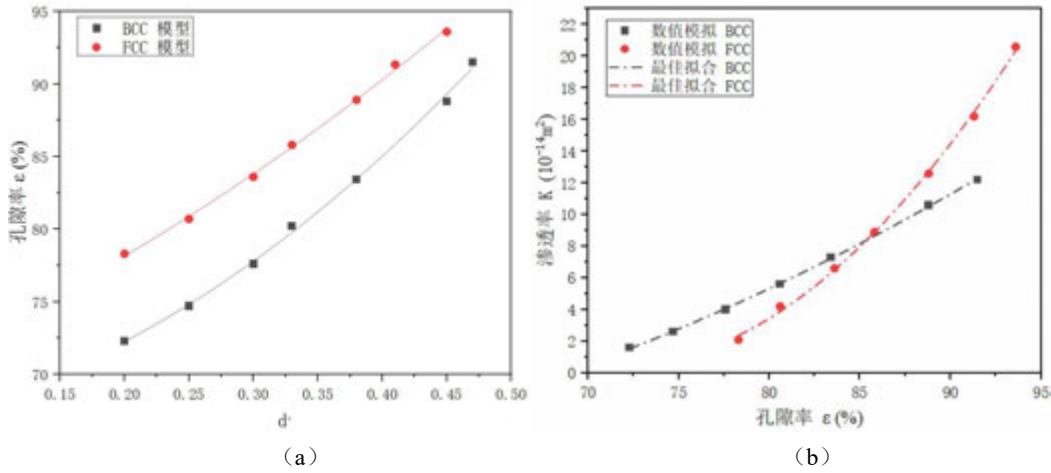 95
90
85
80
75
70
孔隙率 ε(%)
BCC 模型
FCC 模型
0.15 0.20 0.25 0.30 0.35 0.40 0.45 0.50
d'
(a)
22
20
18
16
14
12
10
8
6
4
2
0
渗透率 K (10⁻¹⁴m²)
数值模拟 BCC
数值模拟 FCC
最佳拟合 BCC
最佳拟合 FCC
70 75 80 85 90 95
孔隙率 ε(%)
(b)